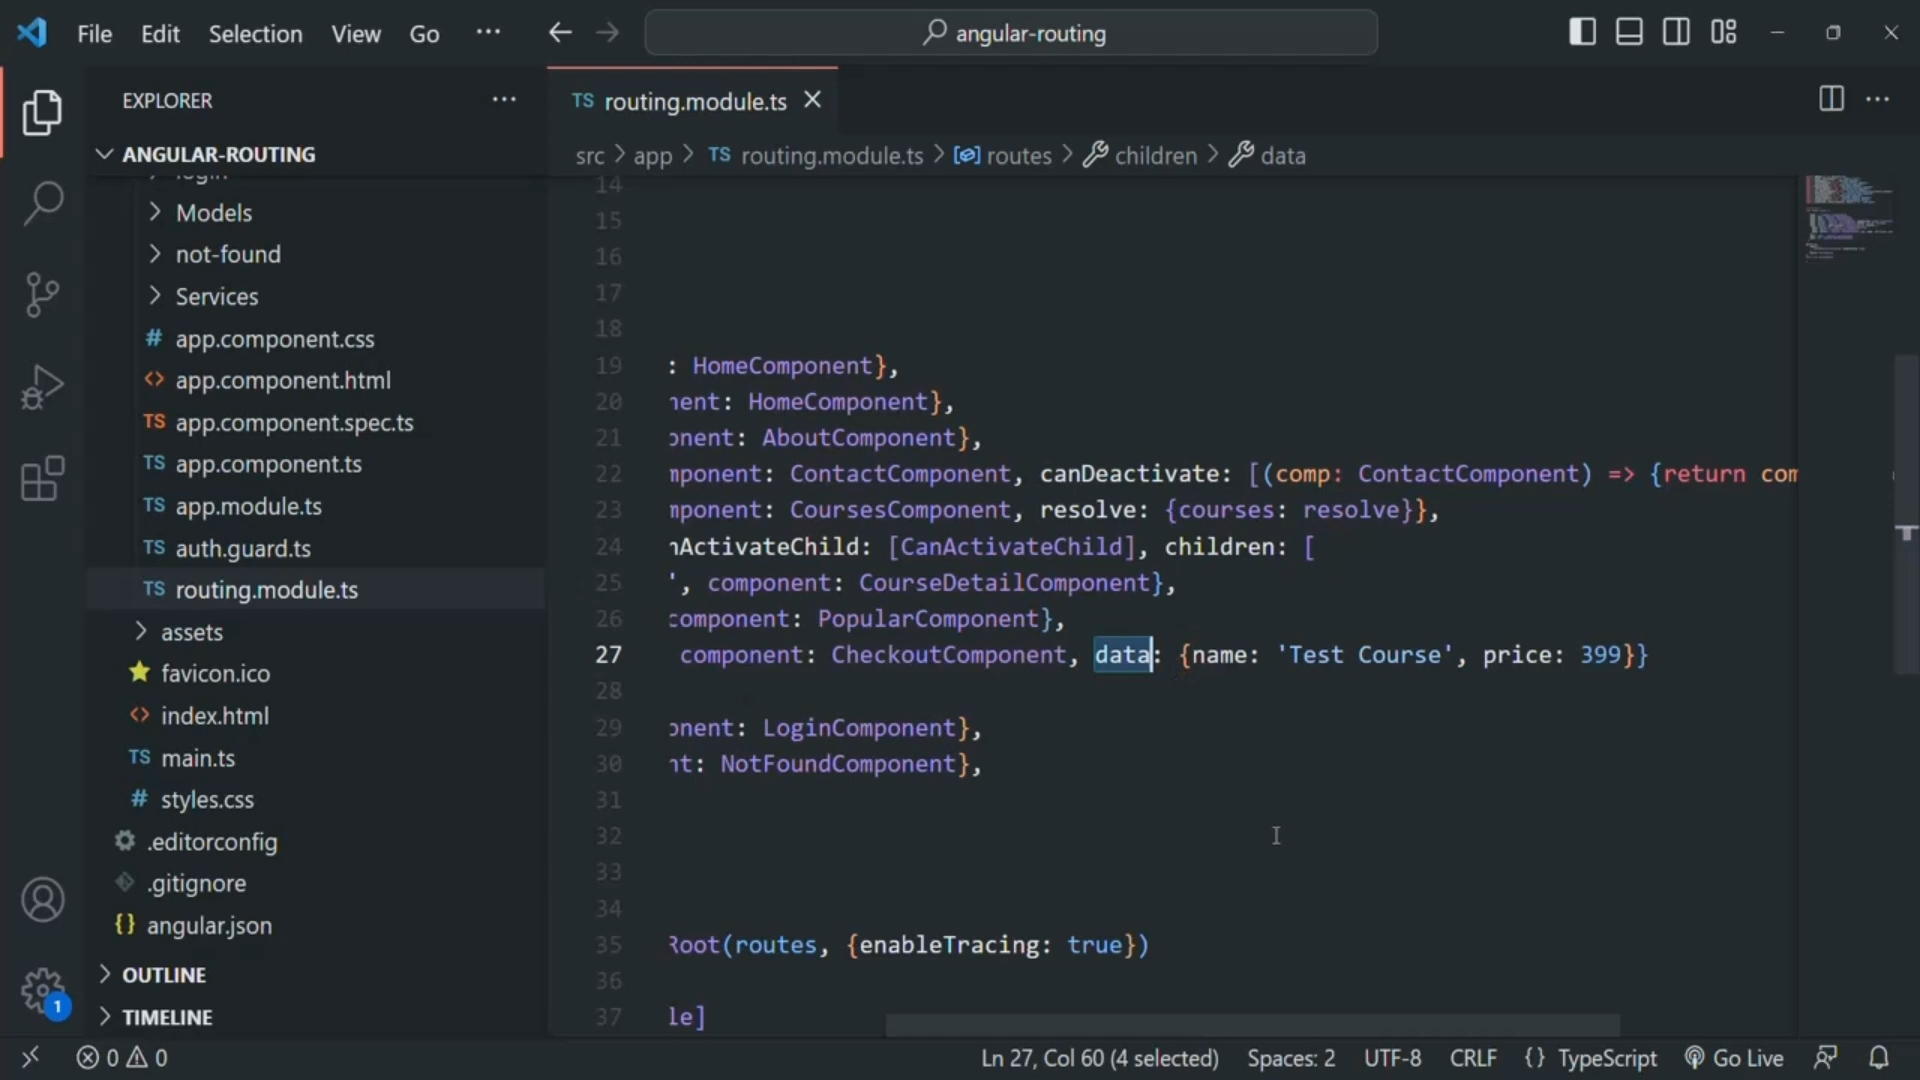 File Edit Selection View Go ··· angular-routing
EXPLORER ···
ANGULAR-ROUTING
login
Models
not-found
Services
# app.component.css
<> app.component.html
TS app.component.spec.ts
TS app.component.ts
TS app.module.ts
TS auth.guard.ts
TS routing.module.ts
assets
favicon.ico
<> index.html
TS main.ts
# styles.css
.editorconfig
.gitignore
{} angular.json
OUTLINE
TIMELINE
1
TS routing.module.ts ×
···
src > app > TS routing.module.ts > routes > children > data
14
15
16
17
18
19 : HomeComponent},
20 nent: HomeComponent},
21 onent: AboutComponent},
22 mponent: ContactComponent, canDeactivate: [(comp: ContactComponent) => {return com
23 mponent: CoursesComponent, resolve: {courses: resolve}},
24 nActivateChild: [CanActivateChild], children: [
25 ', component: CourseDetailComponent},
26 component: PopularComponent},
27 component: CheckoutComponent, data: {name: 'Test Course', price: 399}}
28
29 onent: LoginComponent},
30 nt: NotFoundComponent},
31
32
33
34
35 Root(routes, {enableTracing: true})
36
37 le]
0 0 Ln 27, Col 60 (4 selected) Spaces: 2 UTF-8 CRLF {} TypeScript Go Live